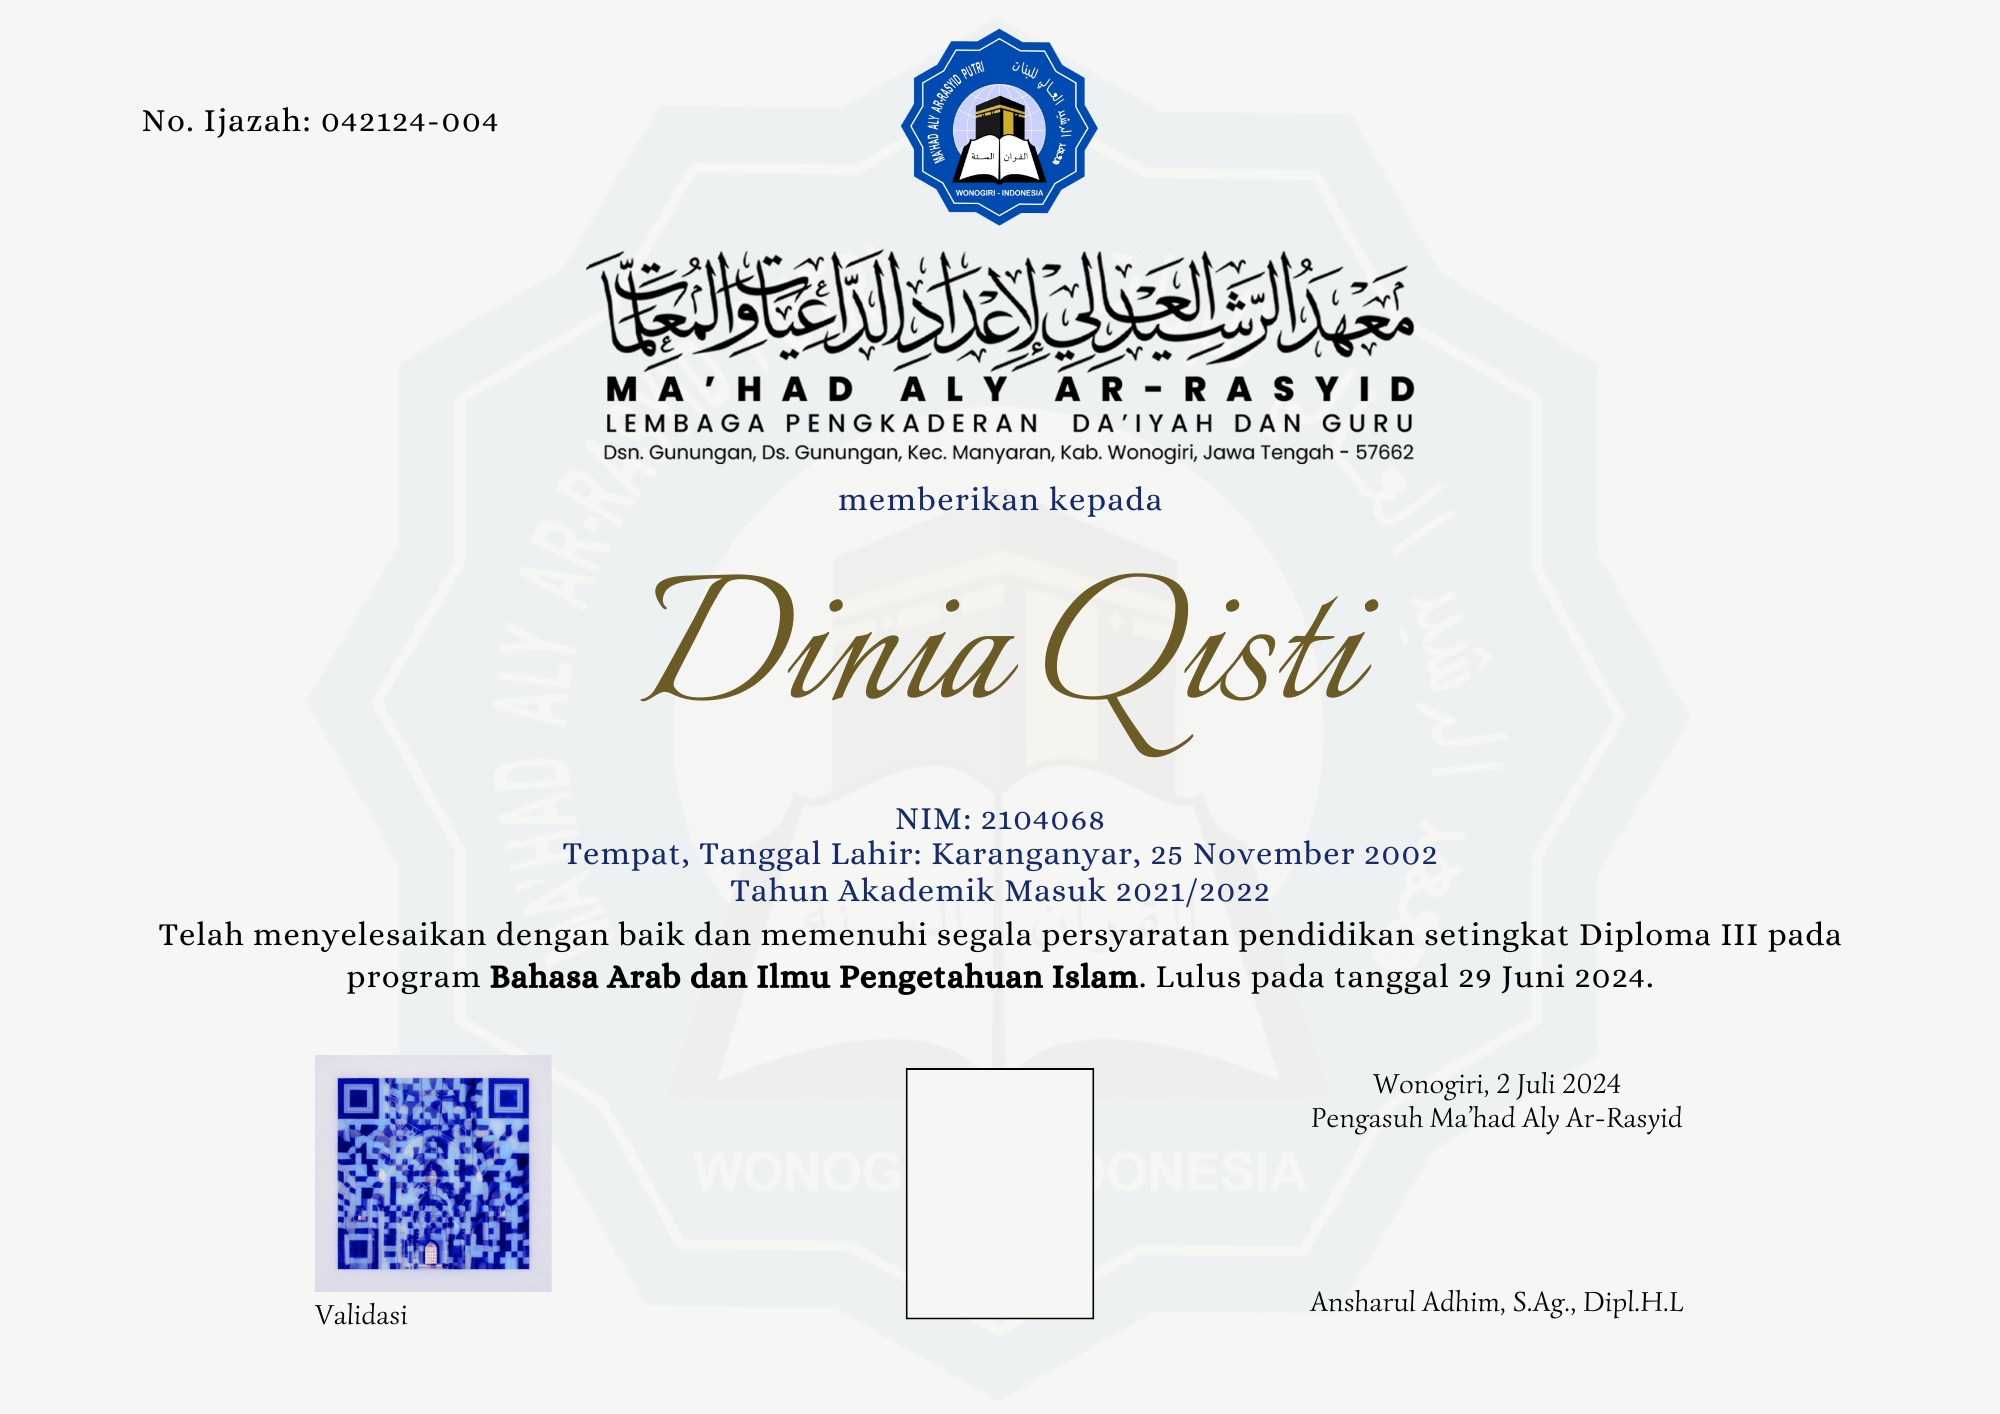 No. Ijazah: 042124-004
MA'HAD ALY AR-RASYID PUTRI
معهد الرشيد العالي للبنات
القران السنة
WONOGIRI - INDONESIA
معهد الرشيد العالي لإعداد الداعيات والمعلمات
MA’HAD ALY AR-RASYID
LEMBAGA PENGKADERAN DA’IYAH DAN GURU
Dsn. Gunungan, Ds. Gunungan, Kec. Manyaran, Kab. Wonogiri, Jawa Tengah - 57662
memberikan kepada
Dinia Qisti
NIM: 2104068
Tempat, Tanggal Lahir: Karanganyar, 25 November 2002
Tahun Akademik Masuk 2021/2022
Telah menyelesaikan dengan baik dan memenuhi segala persyaratan pendidikan setingkat Diploma III pada
program Bahasa Arab dan Ilmu Pengetahuan Islam. Lulus pada tanggal 29 Juni 2024.
Validasi
Wonogiri, 2 Juli 2024
Pengasuh Ma’had Aly Ar-Rasyid
Ansharul Adhim, S.Ag., Dipl.H.L